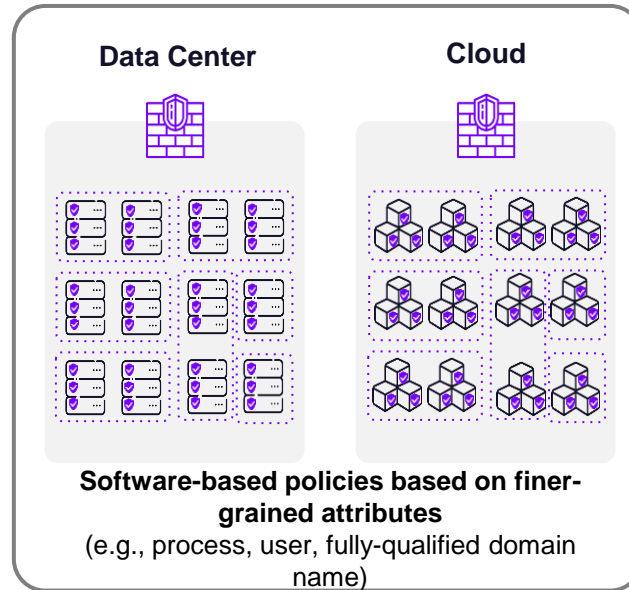 Data Center
Cloud
Software-based policies based on finer-
grained attributes
(e.g., process, user, fully-qualified domain
name)